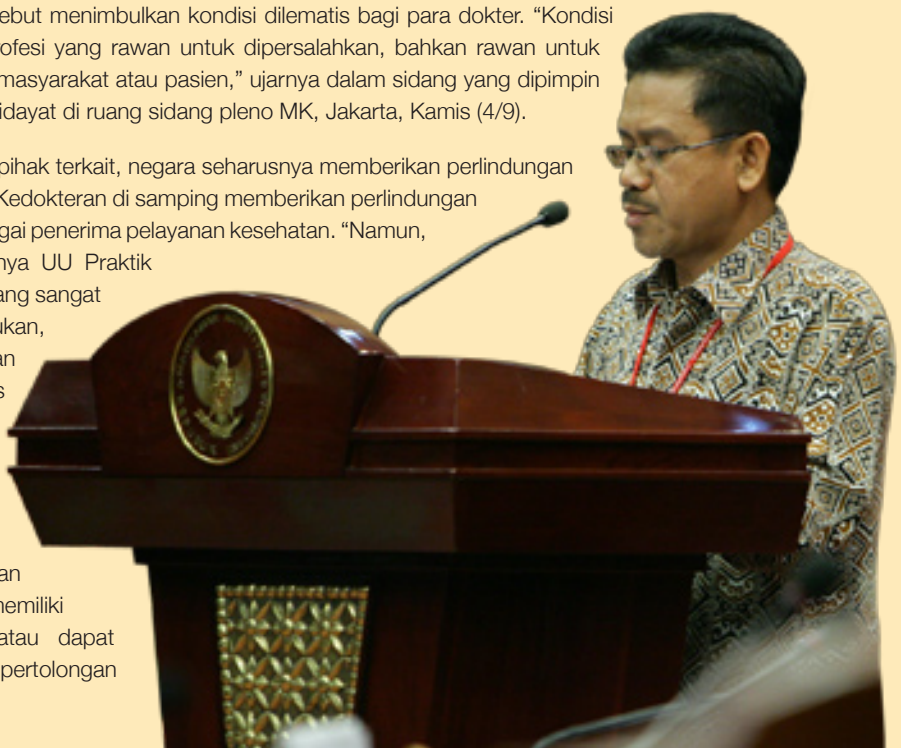 ebut menimbulkan kondisi dilematis bagi para dokter. “Kondisi
rofesi yang rawan untuk dipersalahkan, bahkan rawan untuk
masyarakat atau pasien,” ujarnya dalam sidang yang dipimpin
idayat di ruang sidang pleno MK, Jakarta, Kamis (4/9).
pihak terkait, negara seharusnya memberikan perlindungan
Kedokteran di samping memberikan perlindungan
gai penerima pelayanan kesehatan. “Namun,
nya UU Praktik
ang sangat
ukan,
an
s
an
memiliki
atau dapat
pertolongan